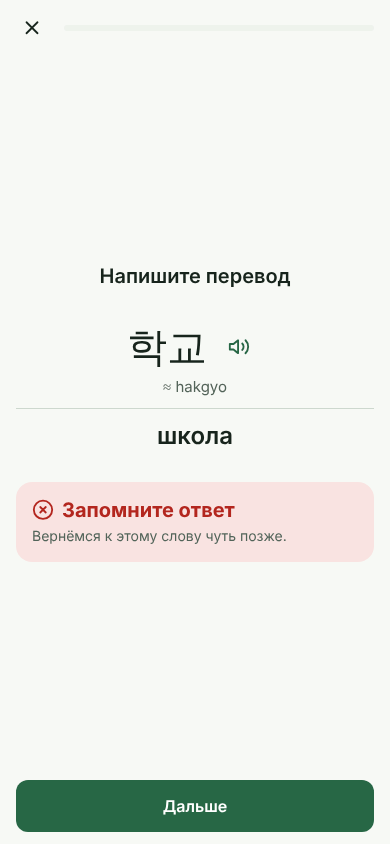 Напишите перевод
학교
≈ hakgyo
школа
Запомните ответ
Вернёмся к этому слову чуть позже.
Дальше